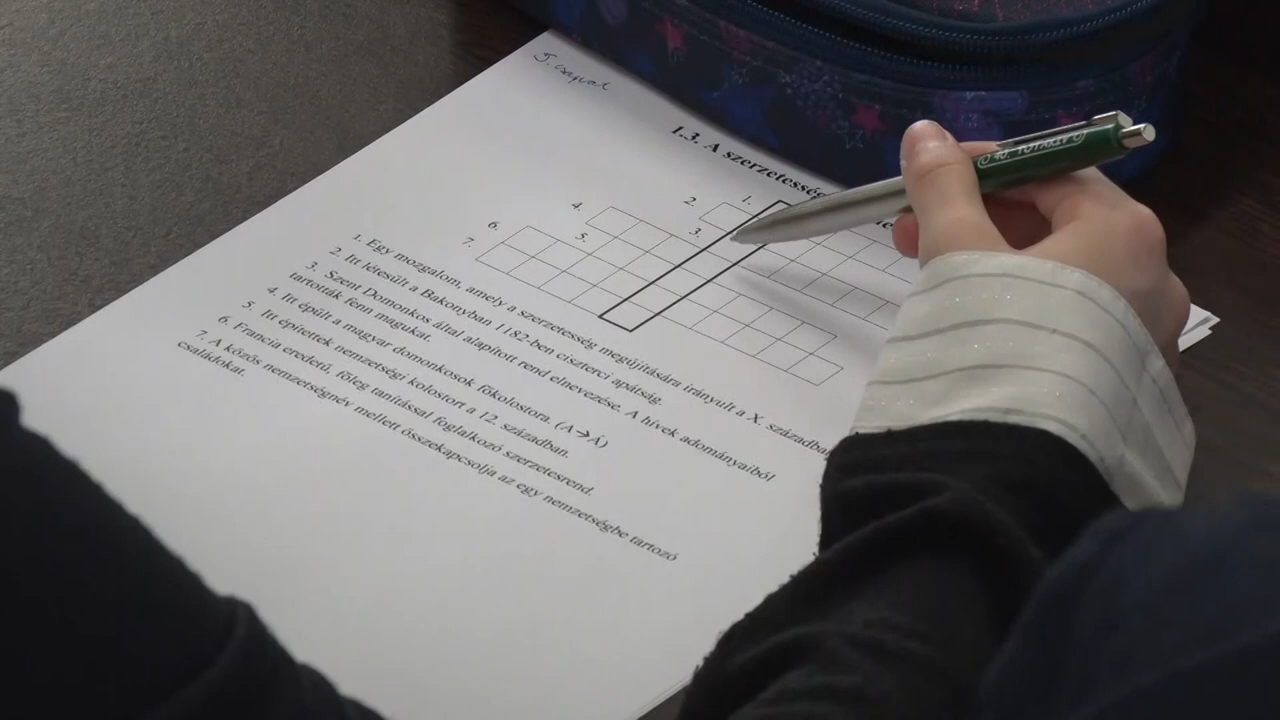 J. csapat
1.3. A szerzetessé
1.
2.
3.
4.
5.
6.
7.
1. Egy mozgalom, amely a szerzetesség megújítására irányult a X. században
2. Itt létesült a Bakonyban 1182-ben ciszterci apátság.
3. Szent Domonkos által alapított rend elnevezése. A hívek adományaiból
tartották fenn magukat.
4. Itt épült a magyar domonkosok főkolostora. (A→Á)
5. Itt építettek nemzetségi kolostort a 12. században.
6. Francia eredetű, főleg tanítással foglalkozó szerzetesrend.
7. A közös nemzetségnév mellett összekapcsolja az egy nemzetségbe tartozó
családokat.